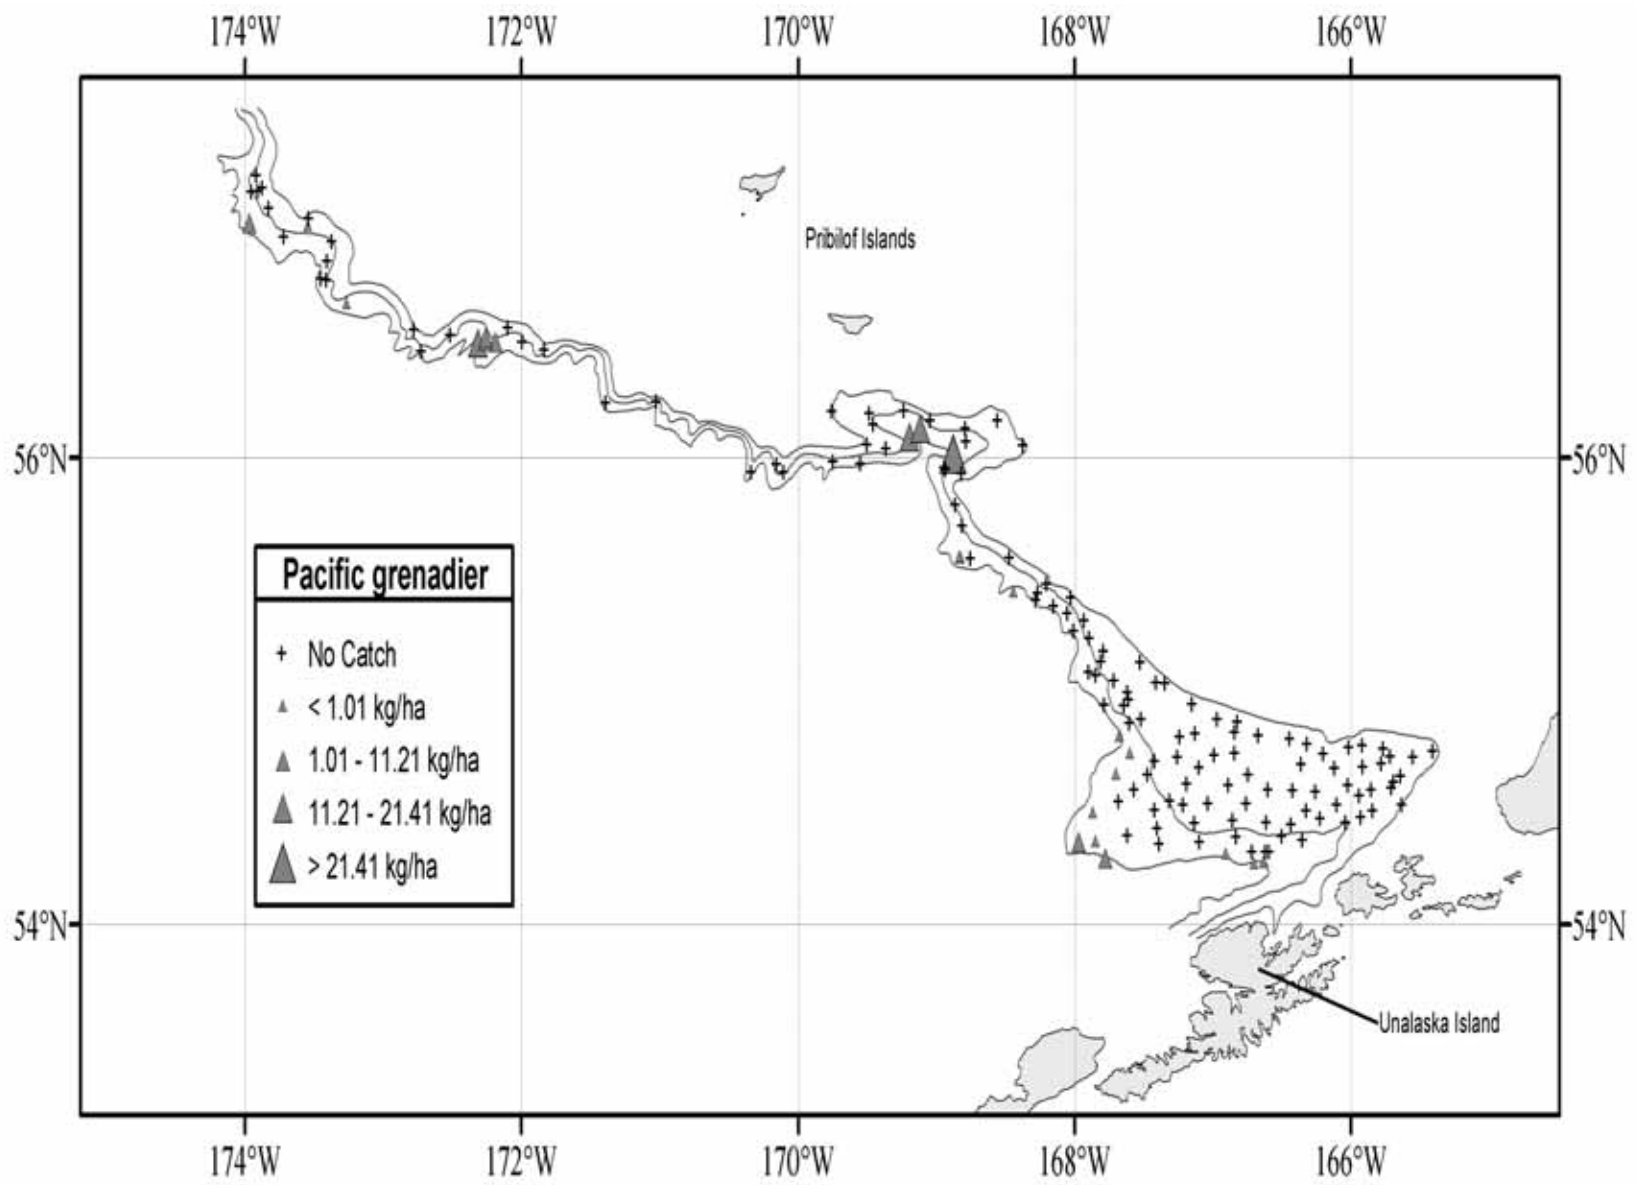 174°W 172°W 170°W 168°W 166°W
Pribilof Islands
56°N 56°N
Pacific grenadier
No Catch
< 1.01 kg/ha
1.01 - 11.21 kg/ha
11.21 - 21.41 kg/ha
> 21.41 kg/ha
54°N 54°N
Unalaska Island
174°W 172°W 170°W 168°W 166°W